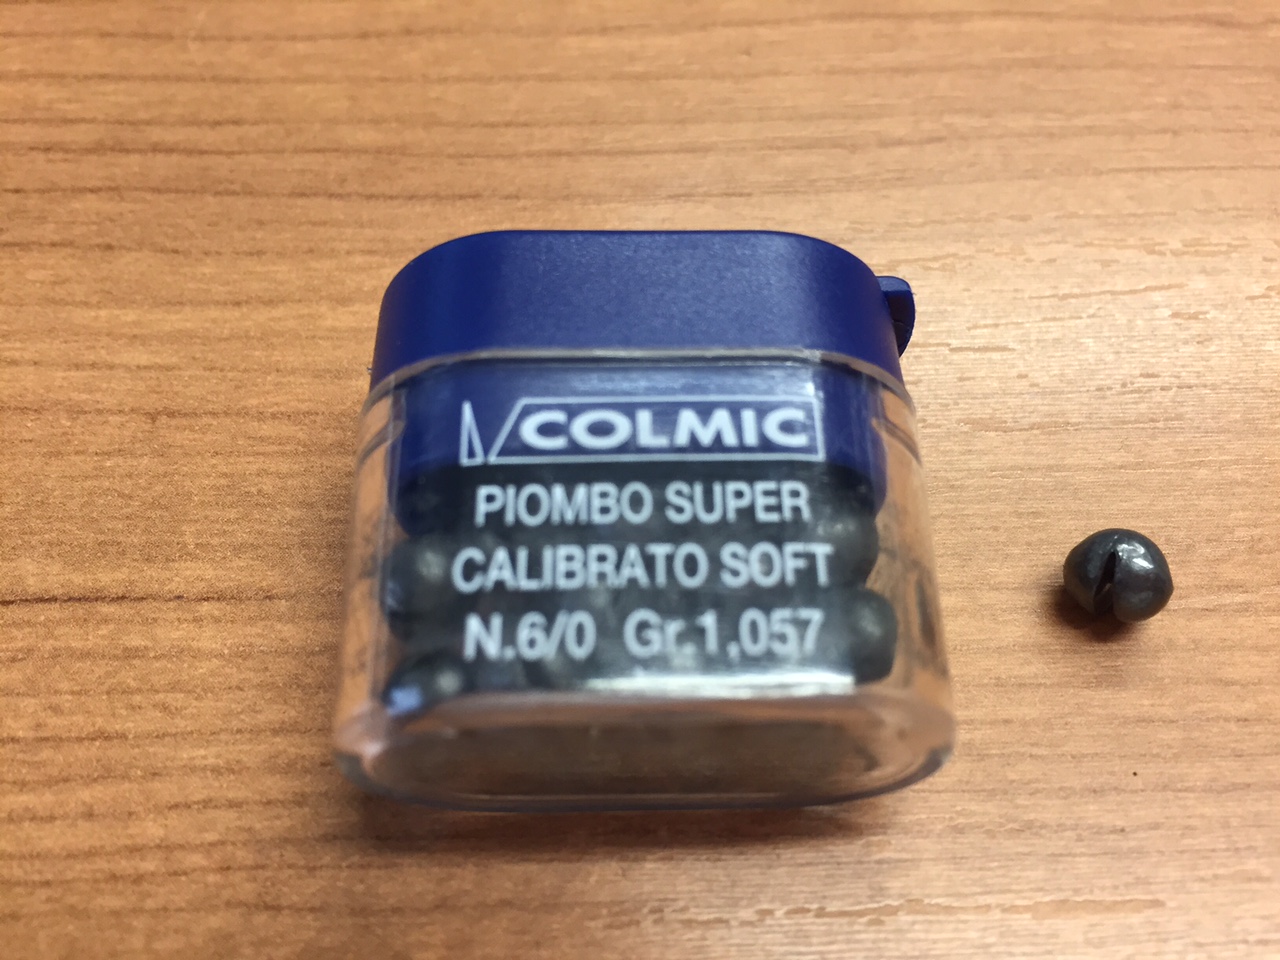 COLMIC
PIOMBO SUPER
CALIBRATO SOFT
N.6/0 Gr.1,057